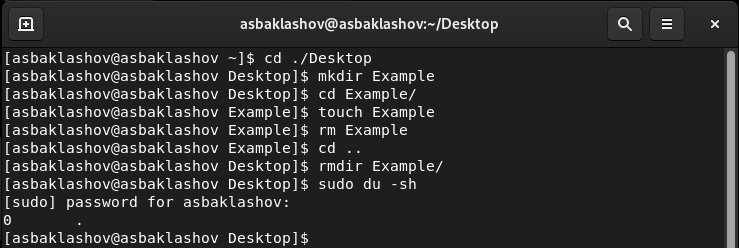 asbaklashov@asbaklashov:~/Desktop
[asbaklashov@asbaklashov ~]$ cd ./Desktop
[asbaklashov@asbaklashov Desktop]$ mkdir Example
[asbaklashov@asbaklashov Desktop]$ cd Example/
[asbaklashov@asbaklashov Example]$ touch Example
[asbaklashov@asbaklashov Example]$ rm Example
[asbaklashov@asbaklashov Example]$ cd ..
[asbaklashov@asbaklashov Desktop]$ rmdir Example/
[asbaklashov@asbaklashov Desktop]$ sudo du -sh
[sudo] password for asbaklashov:
0       .
[asbaklashov@asbaklashov Desktop]$